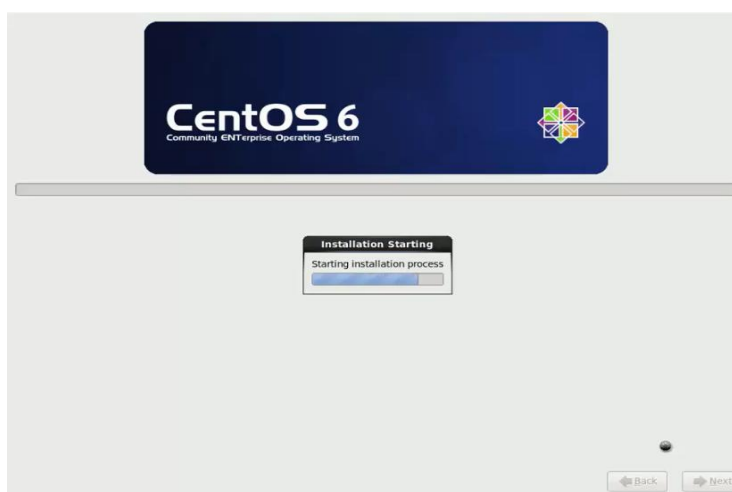 CentOS 6
Community ENTerprise Operating System
Installation Starting
Starting installation process
Back
Next